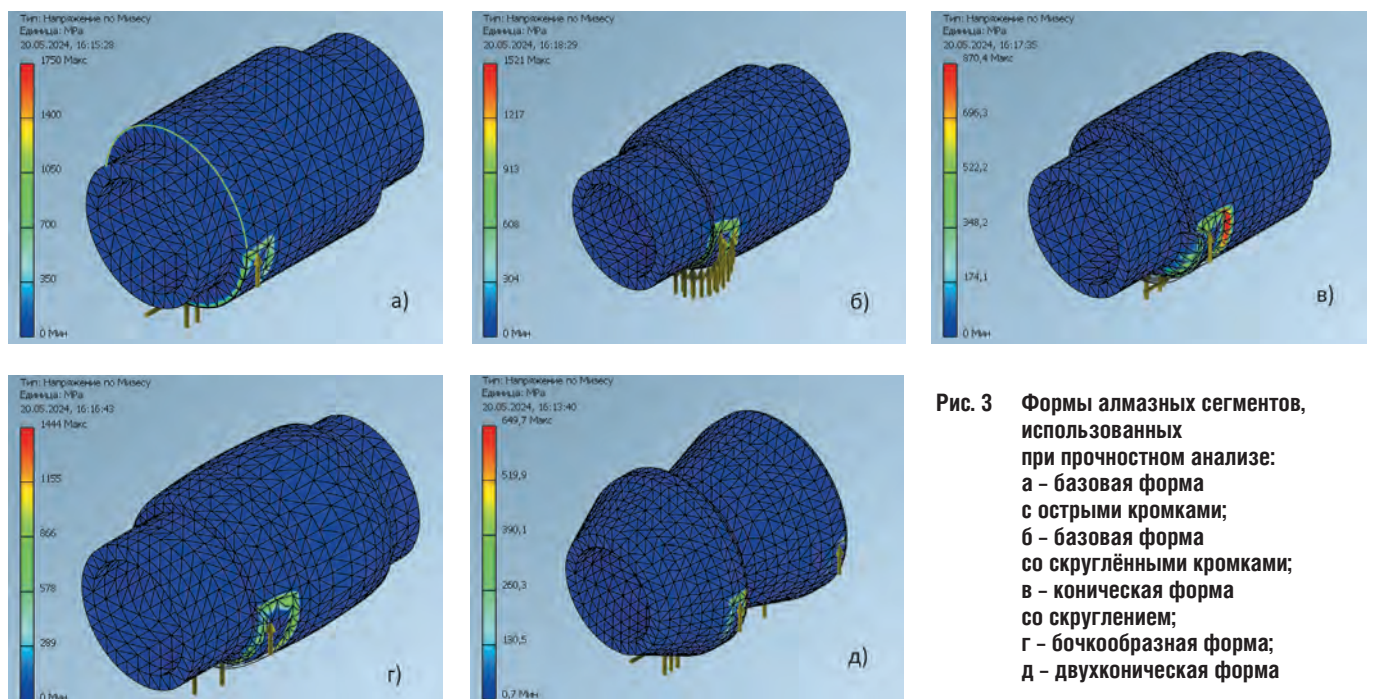 Тип: Напряжение по Мизесу
Единица: MPa
20.05.2024, 16:15:28
1750 Макс
1400
1050
700
350
0 Мин
а)
Тип: Напряжение по Мизесу
Единица: MPa
20.05.2024, 16:18:29
1521 Макс
1217
913
608
304
0 Мин
б)
Тип: Напряжение по Мизесу
Единица: MPa
20.05.2024, 16:17:35
870,4 Макс
696,3
522,2
348,2
174,1
0 Мин
в)
Тип: Напряжение по Мизесу
Единица: MPa
20.05.2024, 16:16:43
1444 Макс
1155
866
578
289
0 Мин
г)
Тип: Напряжение по Мизесу
Единица: MPa
20.05.2024, 16:13:40
649,7 Макс
519,9
390,1
260,3
130,5
0,7 Мин
д)
Рис. 3 Формы алмазных сегментов,
использованных
при прочностном анализе:
а – базовая форма
с острыми кромками;
б – базовая форма
со скруглёнными кромками;
в – коническая форма
со скруглением;
г – бочкообразная форма;
д – двухконическая форма